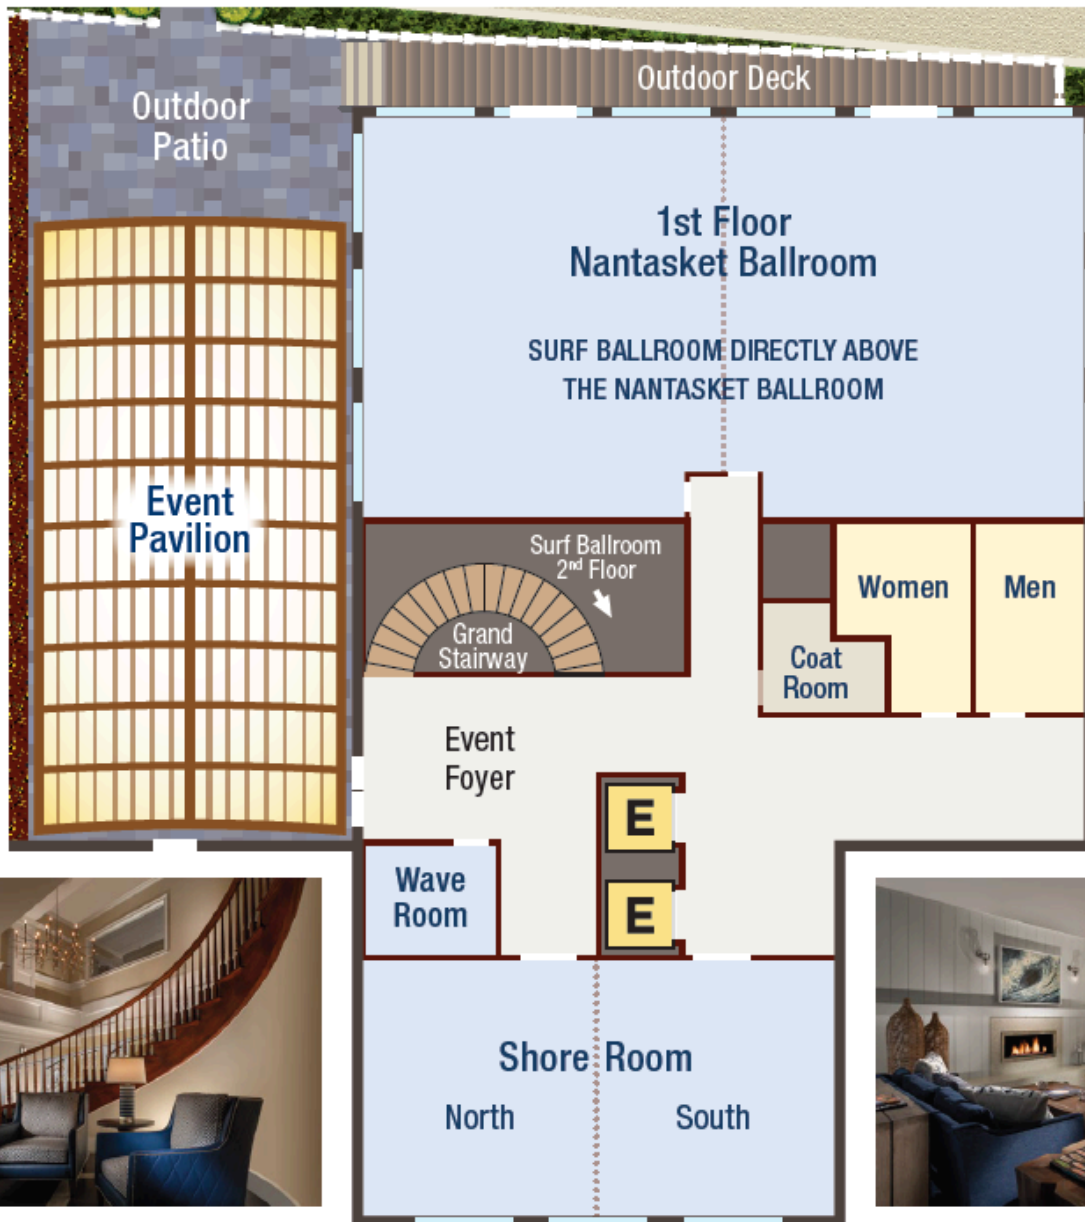 Outdoor Deck
Outdoor
Patio
1st Floor
Nantasket Ballroom
SURF BALLROOM DIRECTLY ABOVE
THE NANTASKET BALLROOM
Event
Pavilion
Surf Ballroom
2nd Floor
Grand
Stairway
Women
Men
Coat
Room
Event
Foyer
E
E
Wave
Room
Shore Room
North
South